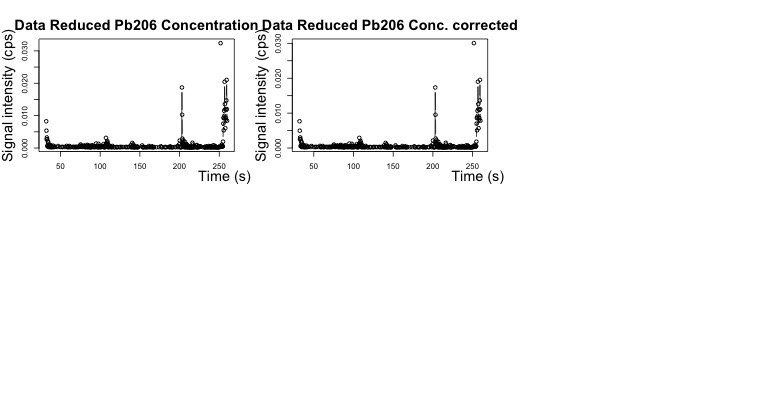 Data Reduced Pb206 Concentration
Signal intensity (cps)
0.030
0.020
0.010
0.000
50 100 150 200 250
Time (s)
Data Reduced Pb206 Conc. corrected
Signal intensity (cps)
0.030
0.020
0.010
0.000
50 100 150 200 250
Time (s)